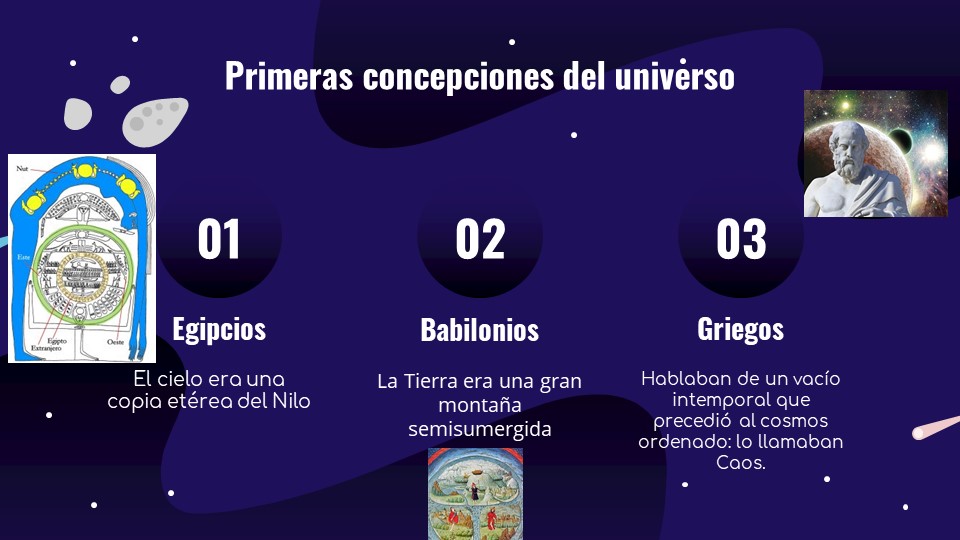 Primeras concepciones del universo
Nut
Este
Egipto
Extranjero
Oeste
01
Egipcios
El cielo era una
copia etérea del Nilo
02
Babilonios
La Tierra era una gran
montaña
semisumergida
03
Griegos
Hablaban de un vacío
intemporal que
precedió al cosmos
ordenado: lo llamaban
Caos.